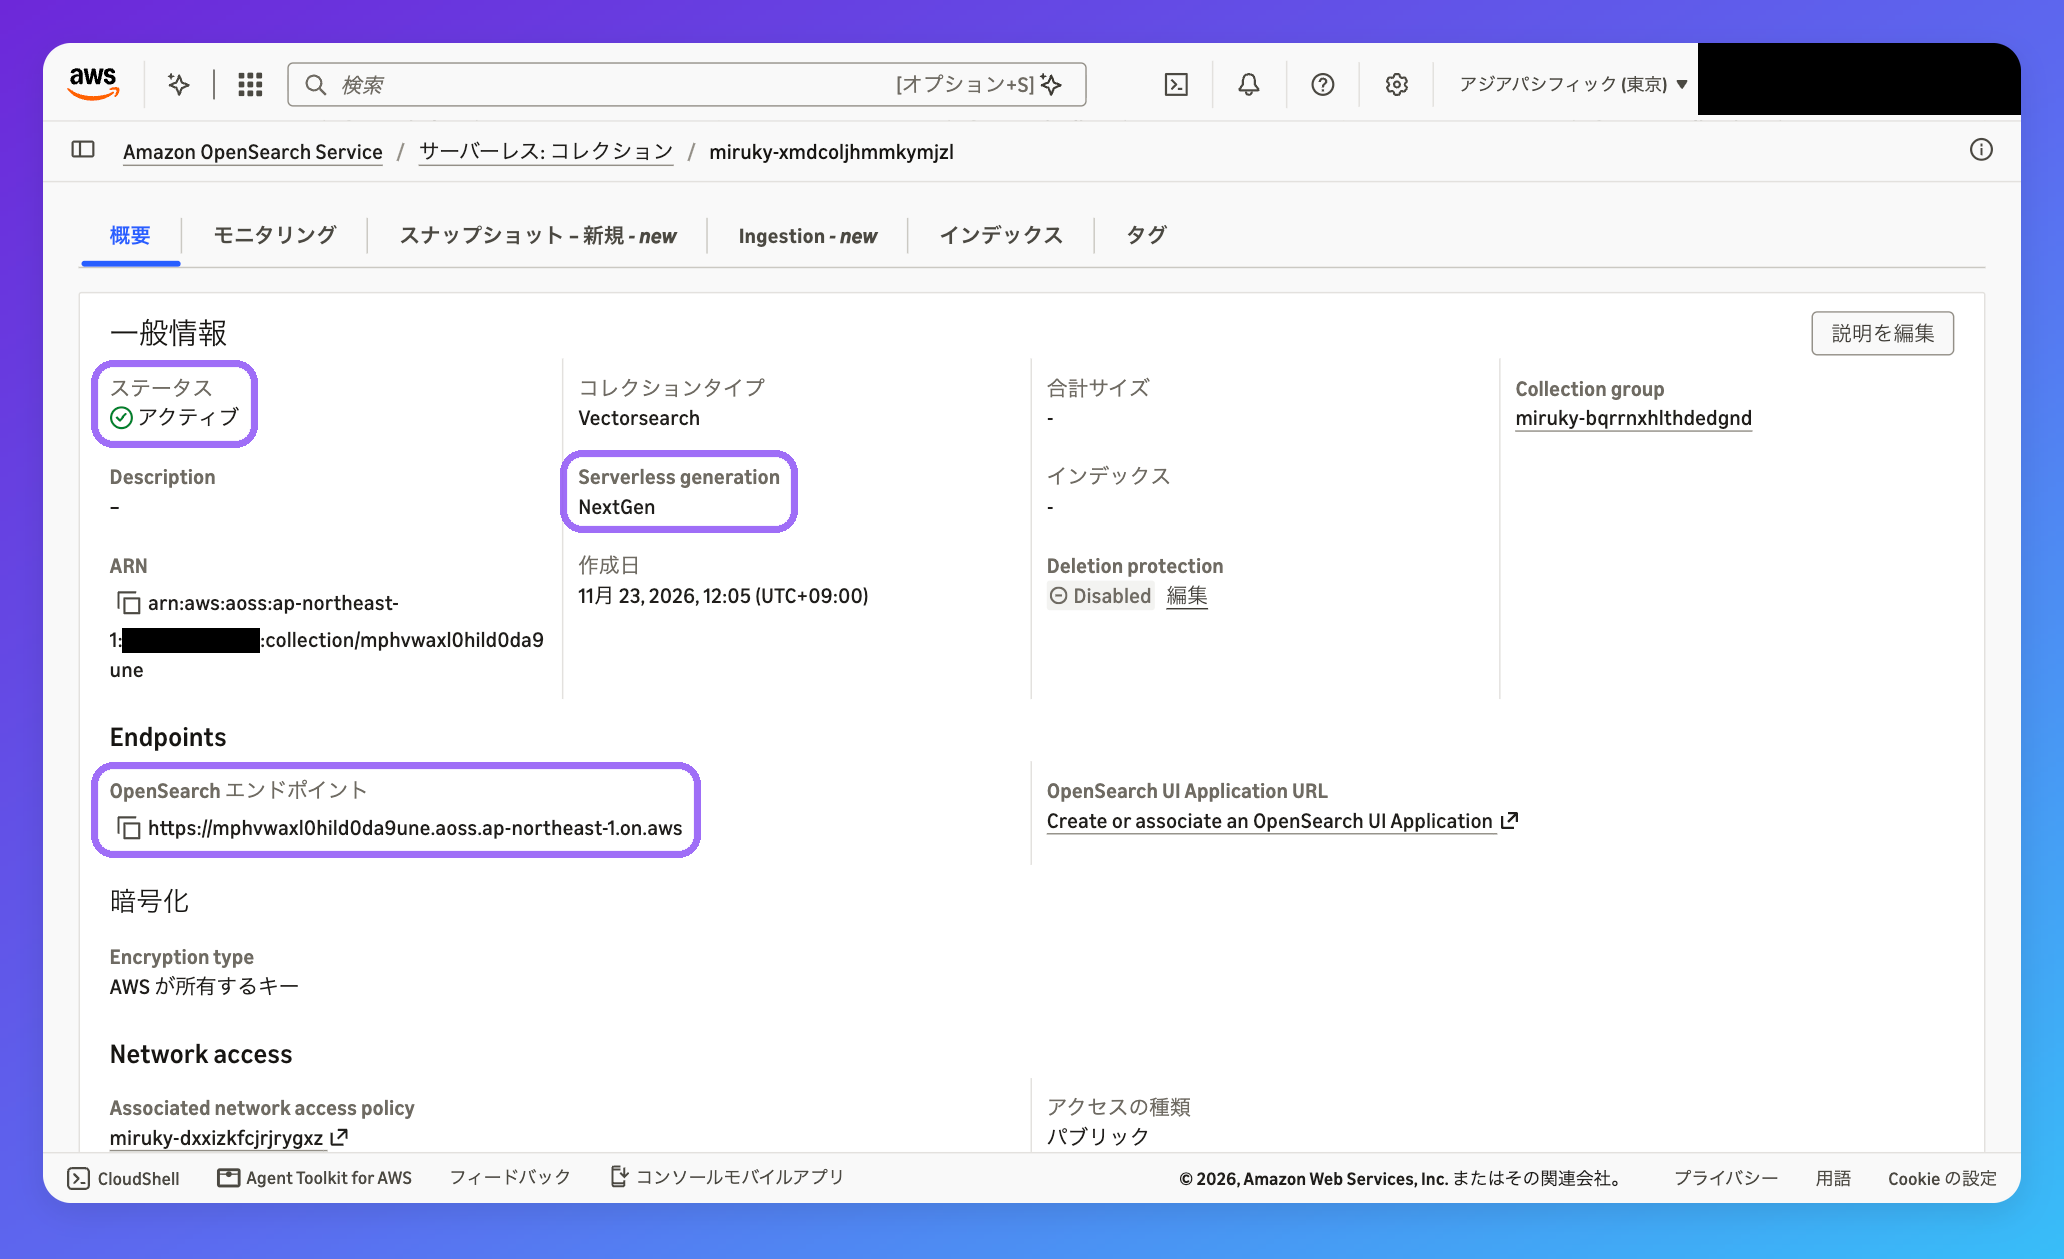 aws
検索
[オプション+S]
アジアパシフィック (東京) ▼
Amazon OpenSearch Service / サーバーレス: コレクション / miruky-xmdcoljhmmkymjzl
概要
モニタリング
スナップショット – 新規 - new
Ingestion - new
インデックス
タグ
一般情報
説明を編集
ステータス
アクティブ
コレクションタイプ
Vectorsearch
合計サイズ
-
Collection group
miruky-bqrrnxhlthdedgnd
Description
–
Serverless generation
NextGen
インデックス
-
ARN
arn:aws:aoss:ap-northeast-
1:
:collection/mphvwaxl0hild0da9
une
作成日
11月 23, 2026, 12:05 (UTC+09:00)
Deletion protection
Disabled 編集
Endpoints
OpenSearch エンドポイント
https://mphvwaxl0hild0da9une.aoss.ap-northeast-1.on.aws
OpenSearch UI Application URL
Create or associate an OpenSearch UI Application
暗号化
Encryption type
AWS が所有するキー
Network access
Associated network access policy
miruky-dxxizkfcjrjrygxz
アクセスの種類
パブリック
CloudShell
Agent Toolkit for AWS
フィードバック
コンソールモバイルアプリ
© 2026, Amazon Web Services, Inc. またはその関連会社。
プライバシー
用語
Cookie の設定